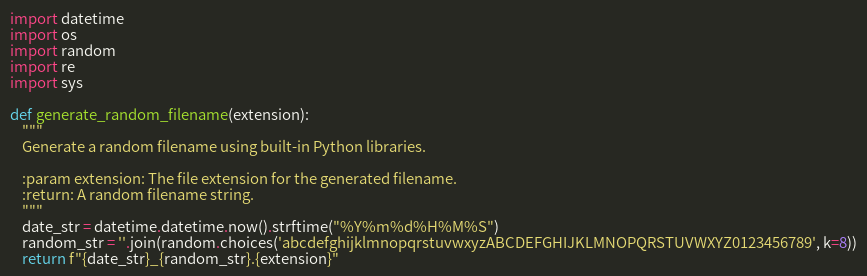 import datetime
import os
import random
import re
import sys

def generate_random_filename(extension):
    """
    Generate a random filename using built-in Python libraries.

    :param extension: The file extension for the generated filename.
    :return: A random filename string.
    """
    date_str = datetime.datetime.now().strftime("%Y%m%d%H%M%S")
    random_str = ''.join(random.choices('abcdefghijklmnopqrstuvwxyzABCDEFGHIJKLMNOPQRSTUVWXYZ0123456789', k=8))
    return f"{date_str}_{random_str}.{extension}"